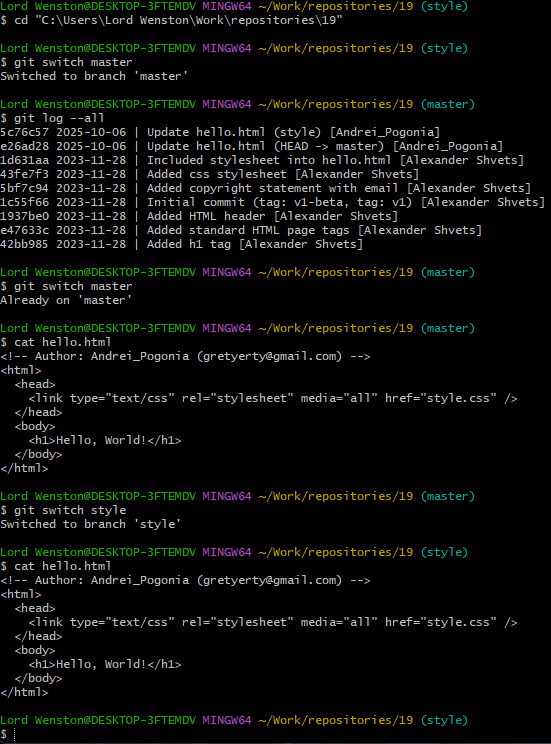 Lord Wenston@DESKTOP-3FTEMDV MINGW64 ~/Work/repositories/19 (style)
$ cd "C:\Users\Lord Wenston\Work\repositories\19"
Lord Wenston@DESKTOP-3FTEMDV MINGW64 ~/Work/repositories/19 (style)
$ git switch master
Switched to branch 'master'
Lord Wenston@DESKTOP-3FTEMDV MINGW64 ~/Work/repositories/19 (master)
$ git log --all
5c76c57 2025-10-06 | Update hello.html (style) [Andrei_Pogonia]
e26ad28 2025-10-06 | Update hello.html (HEAD -> master) [Andrei_Pogonia]
1d631aa 2023-11-28 | Included stylesheet into hello.html [Alexander Shvets]
43fe7f3 2023-11-28 | Added css stylesheet [Alexander Shvets]
5bf7c94 2023-11-28 | Added copyright statement with email [Alexander Shvets]
1c55f66 2023-11-28 | Initial commit (tag: v1-beta, tag: v1) [Alexander Shvets]
1937be0 2023-11-28 | Added HTML header [Alexander Shvets]
e47633c 2023-11-28 | Added standard HTML page tags [Alexander Shvets]
42bb985 2023-11-28 | Added h1 tag [Alexander Shvets]
Lord Wenston@DESKTOP-3FTEMDV MINGW64 ~/Work/repositories/19 (master)
$ git switch master
Already on 'master'
Lord Wenston@DESKTOP-3FTEMDV MINGW64 ~/Work/repositories/19 (master)
$ cat hello.html
<!-- Author: Andrei_Pogonia (gretyerty@gmail.com) -->
<html>
  <head>
    <link type="text/css" rel="stylesheet" media="all" href="style.css" />
  </head>
  <body>
    <h1>Hello, World!</h1>
  </body>
</html>
Lord Wenston@DESKTOP-3FTEMDV MINGW64 ~/Work/repositories/19 (master)
$ git switch style
Switched to branch 'style'
Lord Wenston@DESKTOP-3FTEMDV MINGW64 ~/Work/repositories/19 (style)
$ cat hello.html
<!-- Author: Andrei_Pogonia (gretyerty@gmail.com) -->
<html>
  <head>
    <link type="text/css" rel="stylesheet" media="all" href="style.css" />
  </head>
  <body>
    <h1>Hello, World!</h1>
  </body>
</html>
Lord Wenston@DESKTOP-3FTEMDV MINGW64 ~/Work/repositories/19 (style)
$